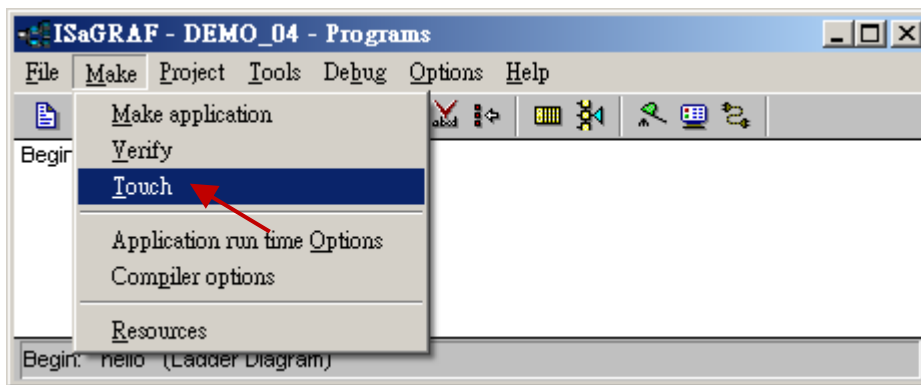 ISaGRAF - DEMO_04 - Programs
File Make Project Tools Debug Options Help
Make application
Begin
Verify
Touch
Application run time Options
Compiler options
Resources
Begin: hello (Ladder Diagram)